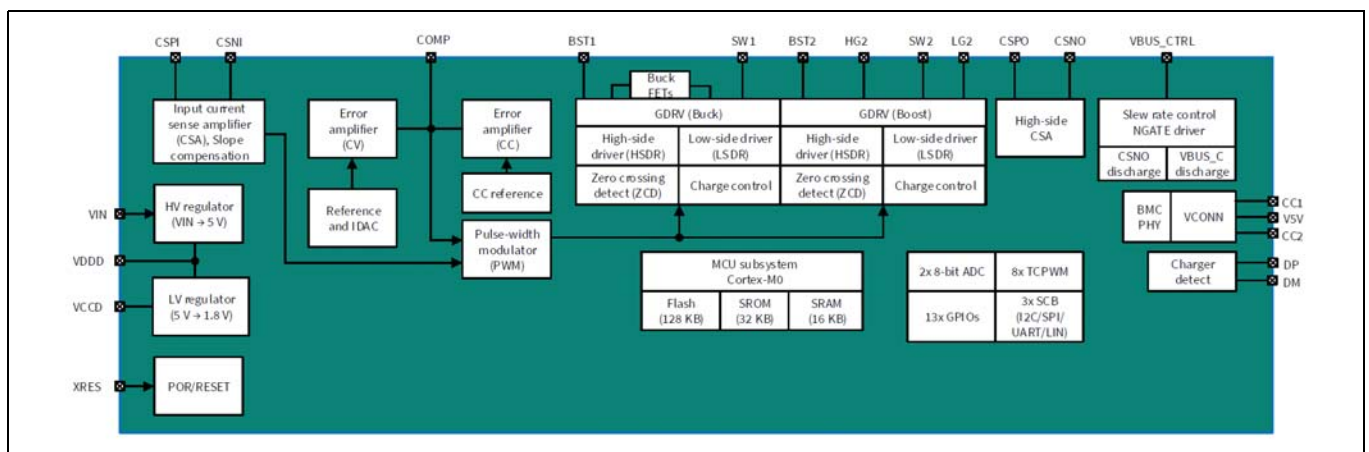 CSPI CSNI COMP BST1 SW1 BST2 HG2 SW2 LG2 CSPO CSNO VBUS_CTRL
Input current
sense amplifier
(CSA), Slope
compensation
Error
amplifier
(CV)
Error
amplifier
(CC)
Buck
FETs
GDRV (Buck)
High-side
driver (HSDR)
Low-side driver
(LSDR)
Zero crossing
detect (ZCD)
Charge control
GDRV (Boost)
High-side
driver (HSDR)
Low-side driver
(LSDR)
Zero crossing
detect (ZCD)
Charge control
High-side
CSA
Slew rate control
NGATE driver
CSNO
discharge
VBUS_C
discharge
CC reference
Reference
and IDAC
Pulse-width
modulator
(PWM)
VIN
HV regulator
(VIN → 5 V)
VDDD
VCCD
LV regulator
(5 V → 1.8 V)
XRES
POR/RESET
MCU subsystem
Cortex-M0
Flash
(128 KB)
SROM
(32 KB)
SRAM
(16 KB)
2x 8-bit ADC
8x TCPWM
13x GPIOs
3x SCB
(I2C/SPI/
UART/LIN)
BMC
PHY
VCONN
CC1
V5V
CC2
Charger
detect
DP
DM